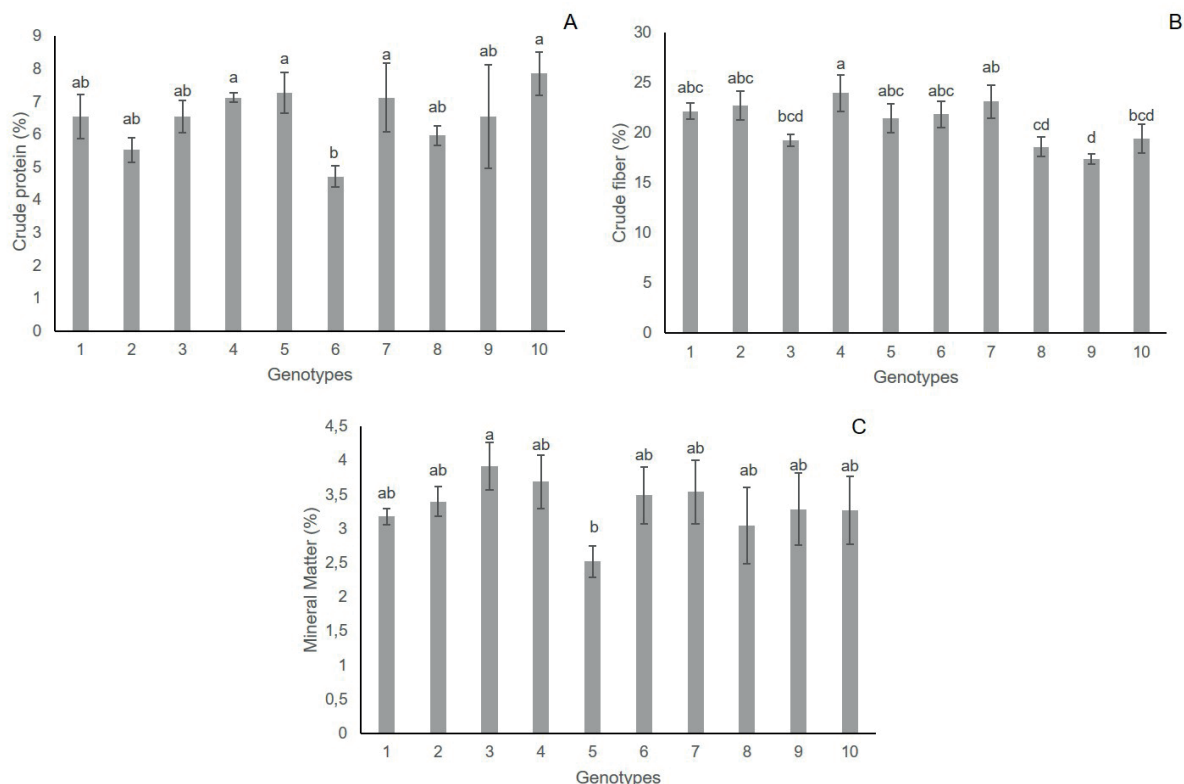 A
9
8
7
6
5
4
3
2
1
0
Crude protein (%)
ab
ab
ab
a
a
b
a
ab
ab
a
1 2 3 4 5 6 7 8 9 10
Genotypes
B
30
25
20
15
10
5
0
Crude fiber (%)
abc
abc
bcd
a
abc
abc
ab
cd
d
bcd
1 2 3 4 5 6 7 8 9 10
Genotypes
C
4,5
4
3,5
3
2,5
2
1,5
1
0,5
0
Mineral Matter (%)
ab
ab
a
ab
b
ab
ab
ab
ab
ab
1 2 3 4 5 6 7 8 9 10
Genotypes